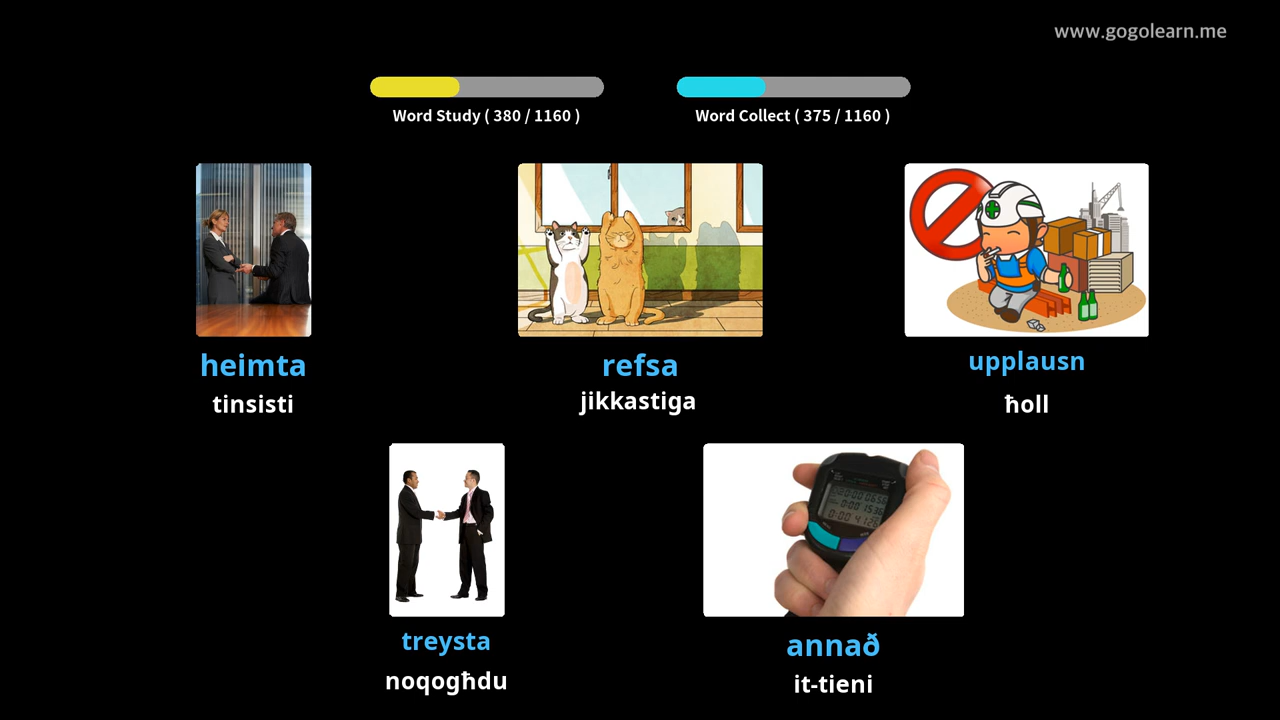 www.gogolearn.me
Word Study ( 380 / 1160 )
Word Collect ( 375 / 1160 )
heimta
tinsisti
refsa
jikkastiga
upplausn
ħoll
treysta
noqogħdu
annað
it-tieni